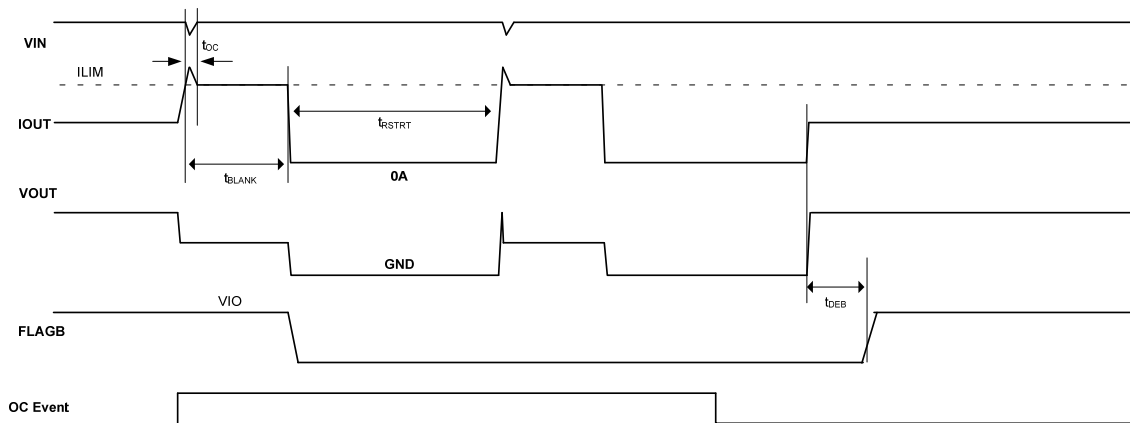 VIN
tOC
ILIM
IOUT
tRSTRT
tBLANK
0A
VOUT
GND
tDEB
VIO
FLAGB
OC Event